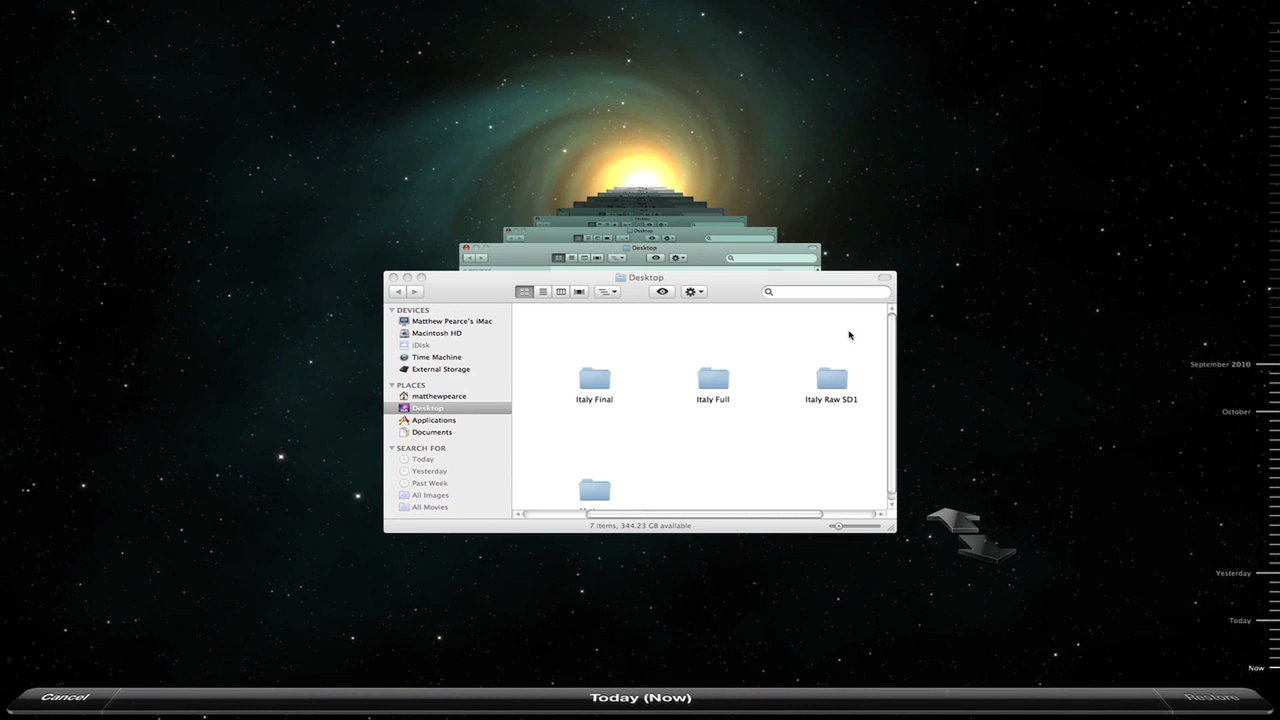 Desktop
Desktop
Desktop
DEVICES
Matthew Pearce's iMac
Macintosh HD
iDisk
Time Machine
External Storage
PLACES
matthewpearce
Desktop
Applications
Documents
SEARCH FOR
Today
Yesterday
Past Week
All Images
All Movies
Italy Final
Italy Full
Italy Raw SD1
7 items, 344.23 GB available
September 2010
October
Yesterday
Today
Now
Cancel
Today (Now)
Restore